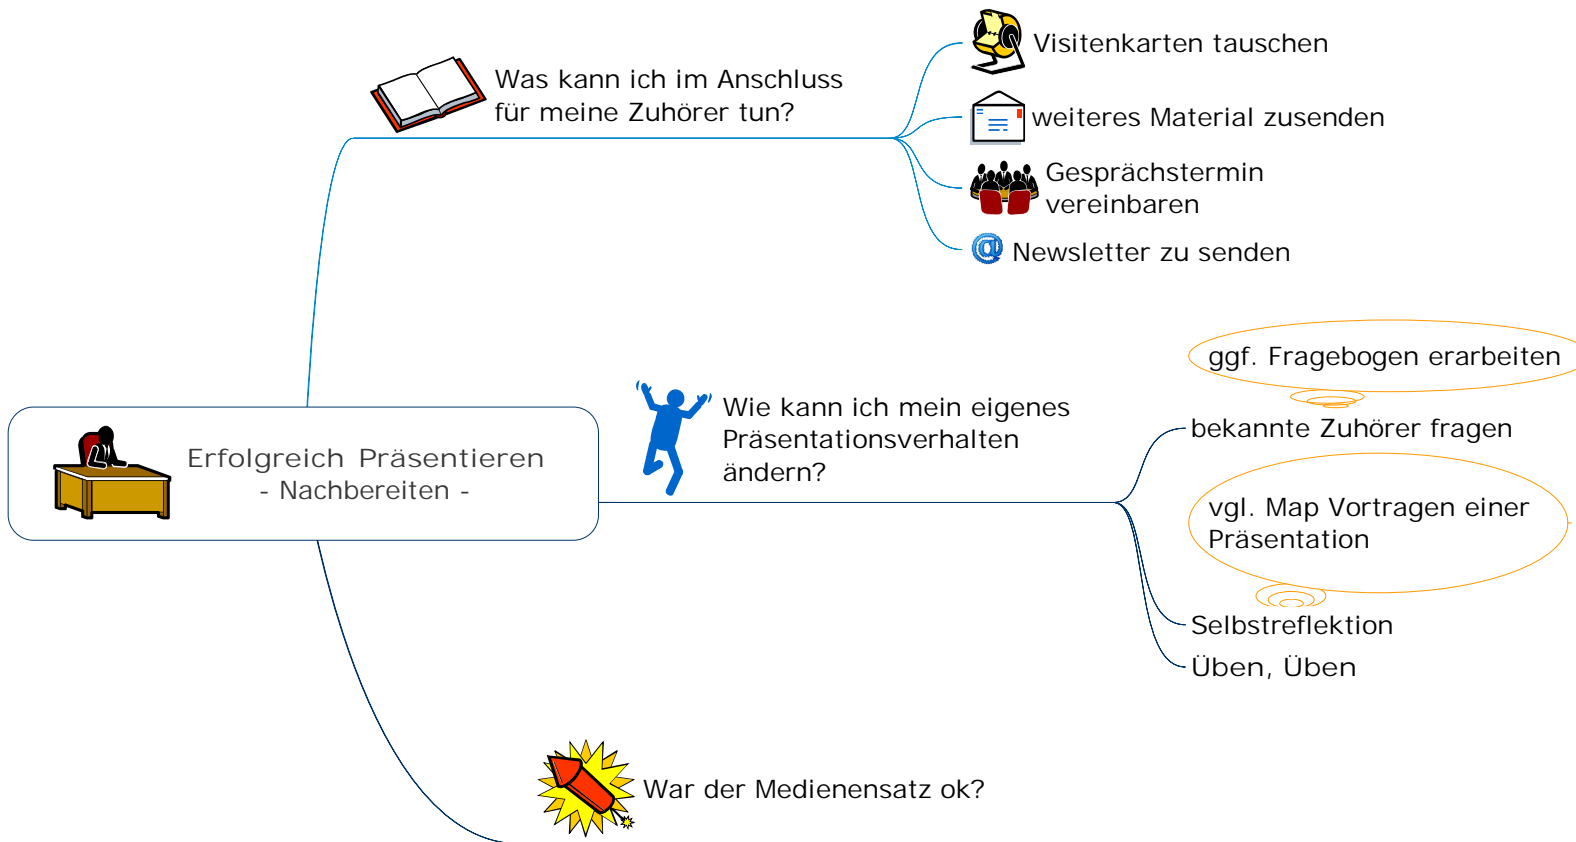 Visitenkarten tauschen
Was kann ich im Anschluss
für meine Zuhörer tun?
weiteres Material zusenden
Gesprächstermin
vereinbaren
@ Newsletter zu senden
ggf. Fragebogen erarbeiten
Wie kann ich mein eigenes
Präsentationsverhalten
ändern?
bekannte Zuhörer fragen
Erfolgreich Präsentieren
- Nachbereiten -
vgl. Map Vortragen einer
Präsentation
Selbstreflektion
Üben, Üben
War der Medienensatz ok?